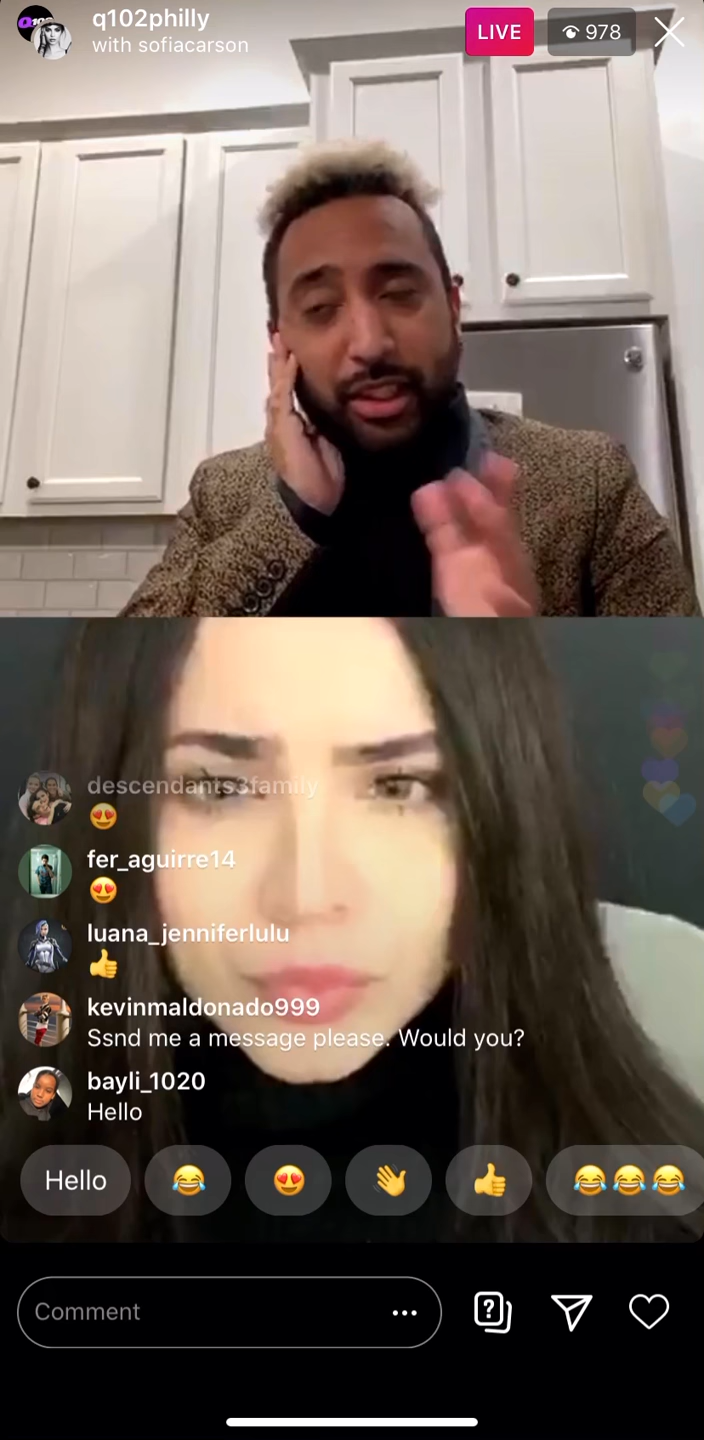 q102philly
with sofiacarson
LIVE
978
descendants3family
😍
fer_aguirre14
😍
luana_jenniferlulu
👍
kevinmaldonado999
Ssnd me a message please. Would you?
bayli_1020
Hello
Hello 😂 😍 👋 👍 😂😂😂
Comment